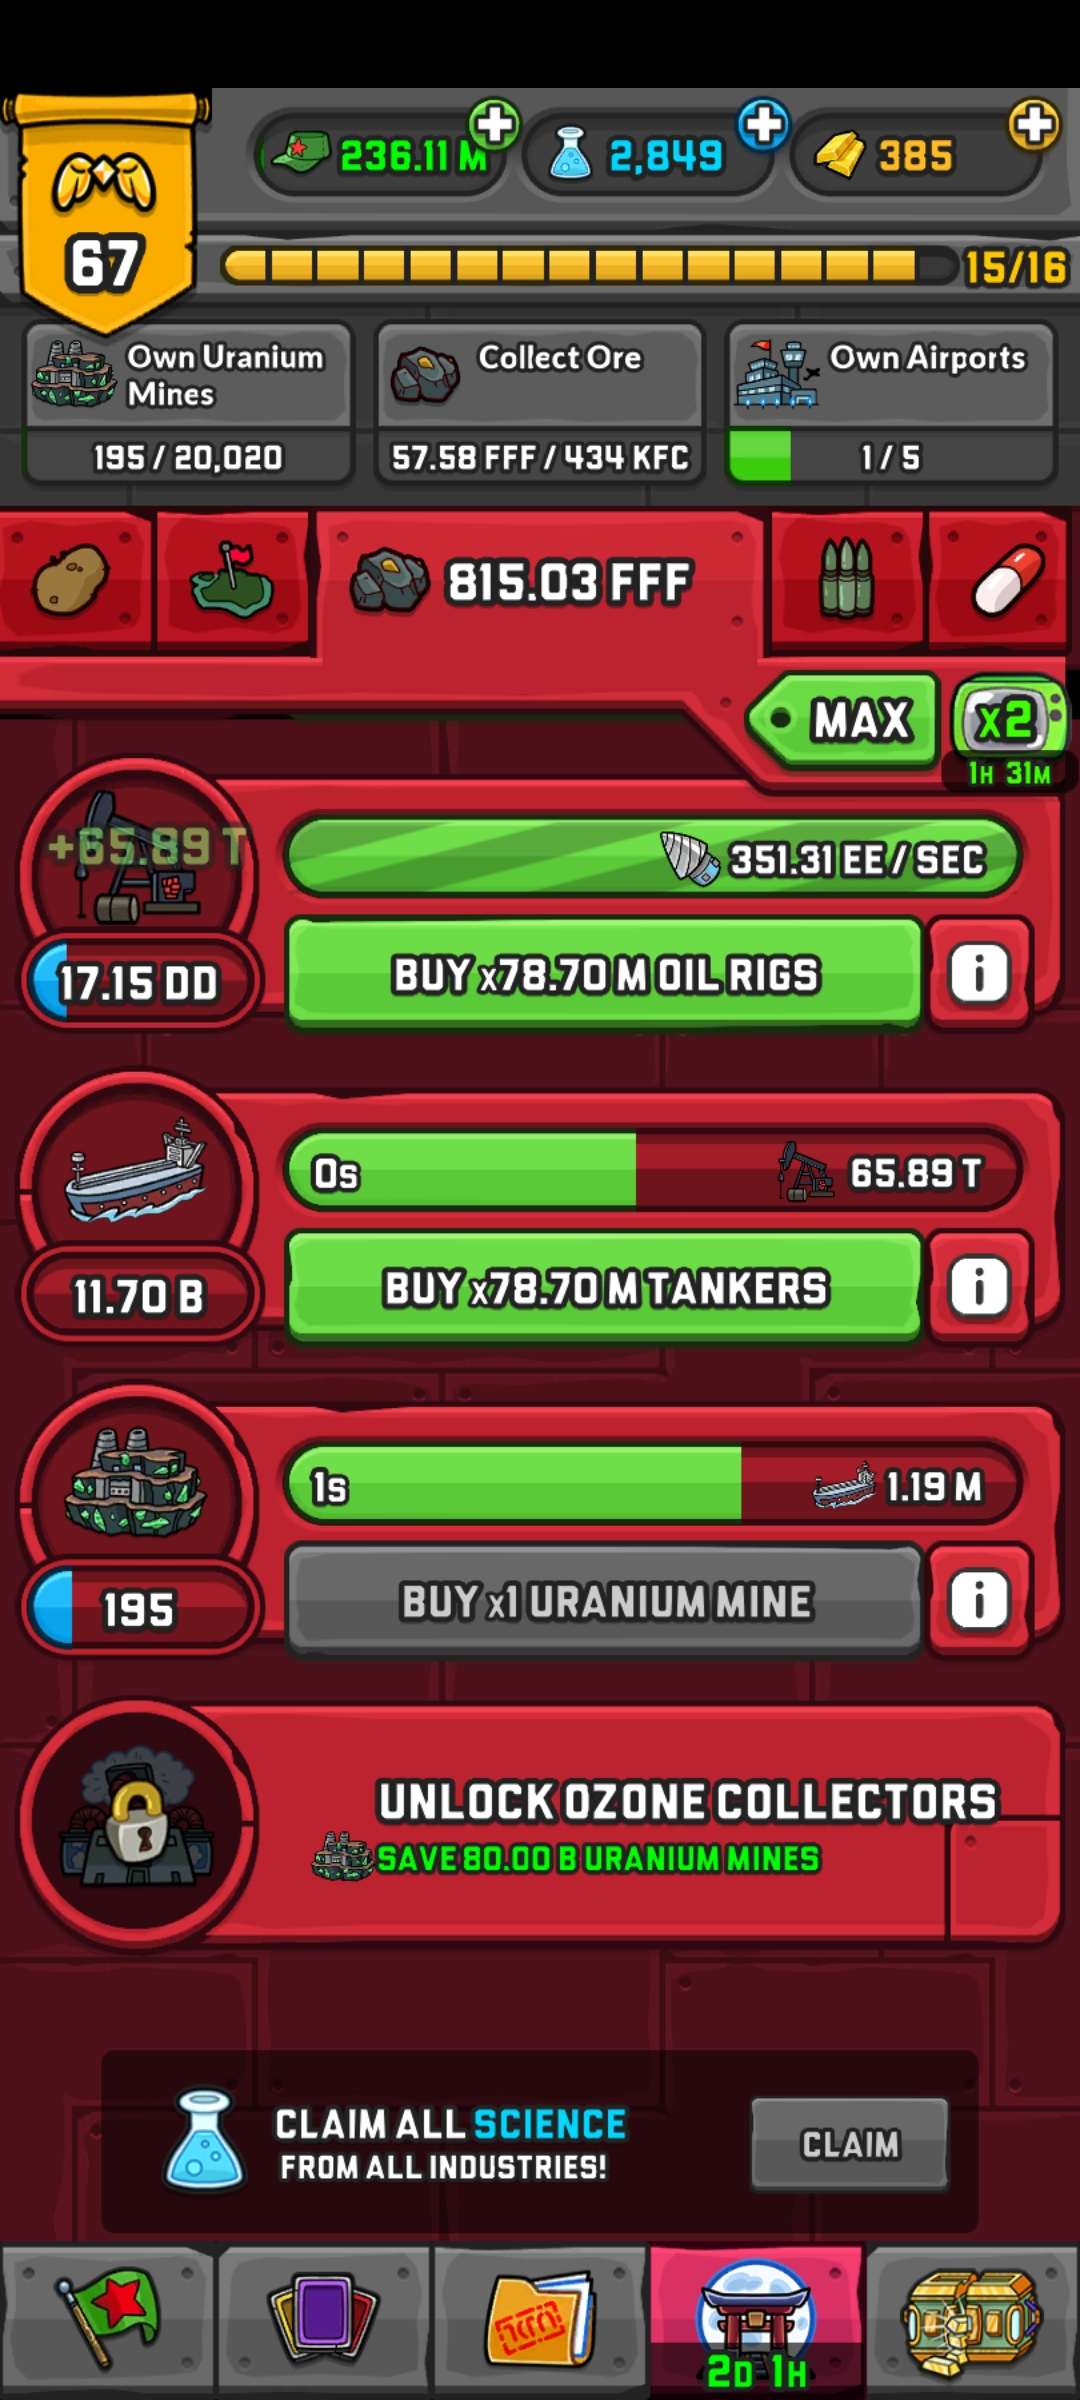 236.11 M
2,849
385
67
15/16
Own Uranium
Mines
Collect Ore
Own Airports
195 / 20,020
57.58 FFF / 434 KFC
1 / 5
815.03 FFF
MAX
x2
1H 31M
+65.89 T
351.31 EE / SEC
17.15 DD
BUY x78.70 M OIL RIGS
i
0s
65.89 T
11.70 B
BUY x78.70 M TANKERS
i
1s
1.19 M
195
BUY x1 URANIUM MINE
i
UNLOCK OZONE COLLECTORS
SAVE 80.00 B URANIUM MINES
CLAIM ALL SCIENCE
FROM ALL INDUSTRIES!
CLAIM
2D 1H